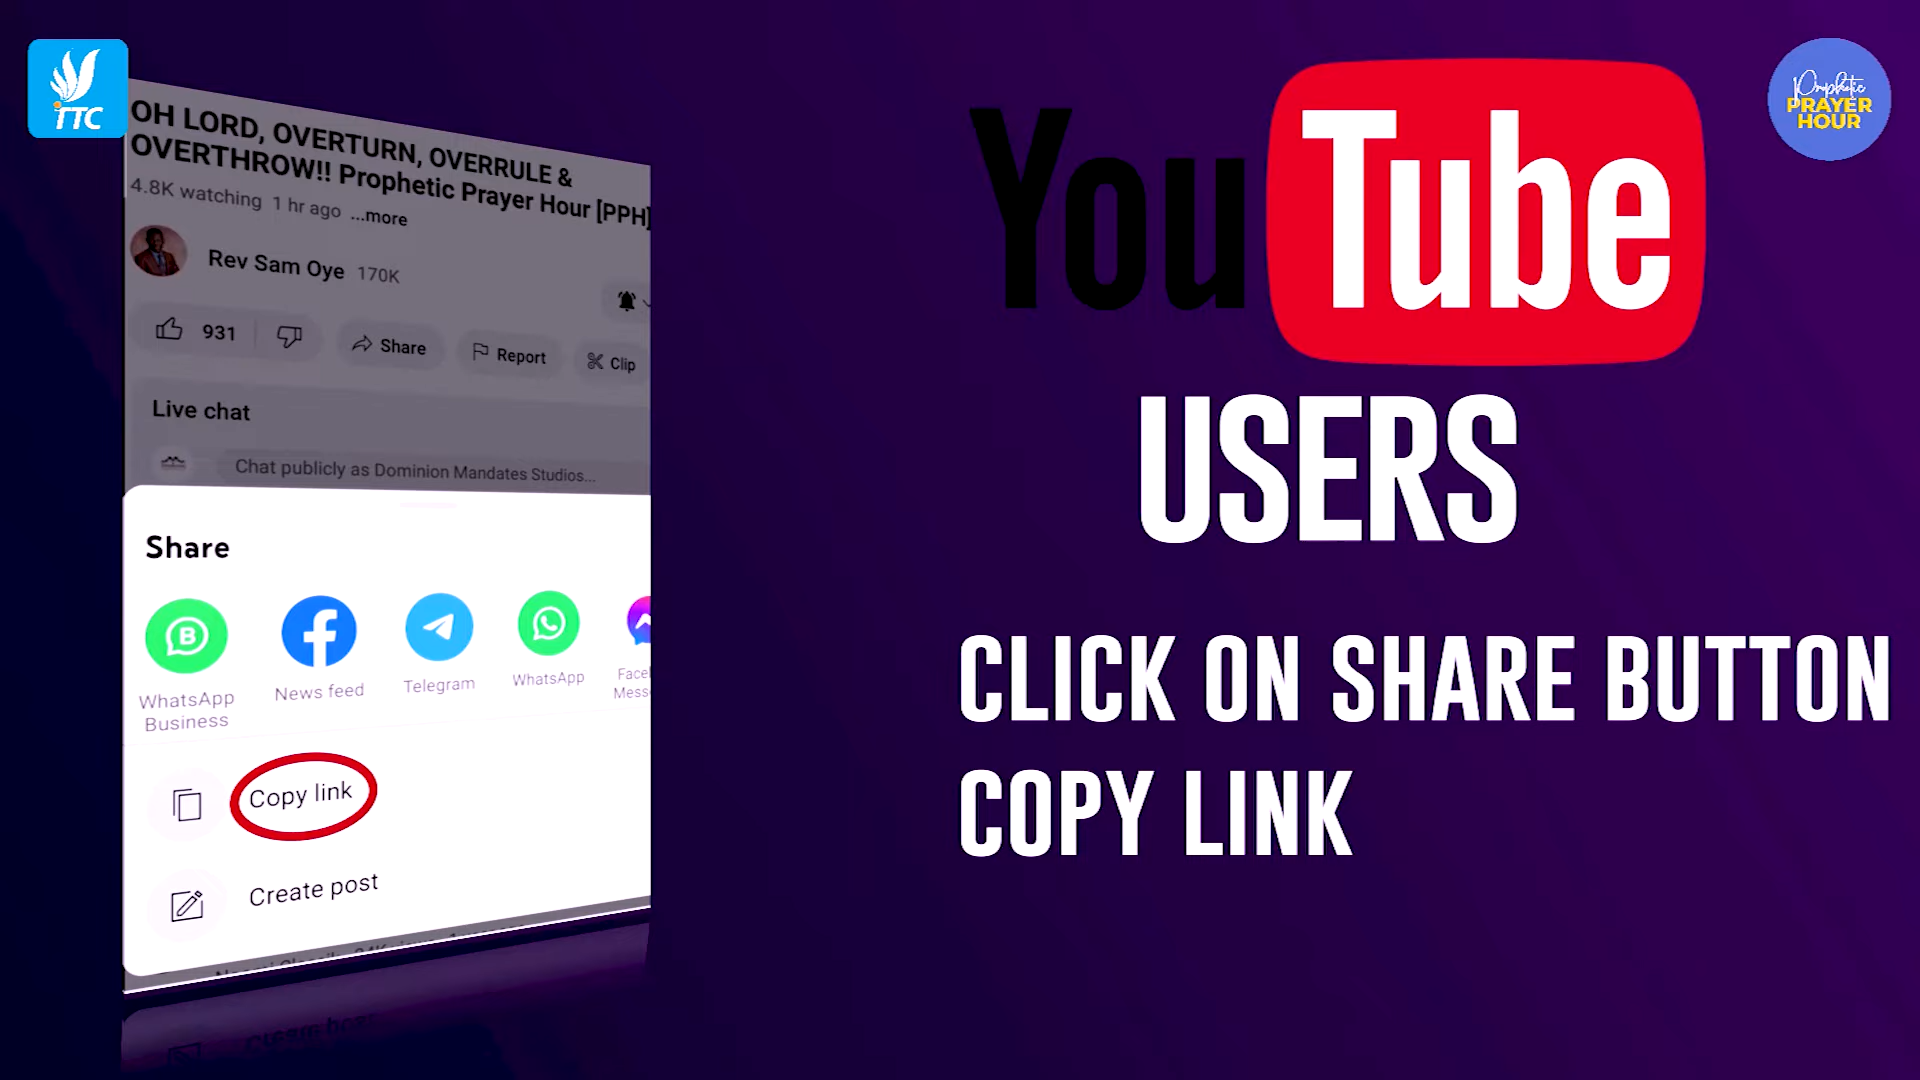 TTC
OH LORD, OVERTURN, OVERRULE &
OVERTHROW!! Prophetic Prayer Hour [PPH]
4.8K watching 1 hr ago ...more
Rev Sam Oye 170K
931
Share
Report
Clip
Live chat
Chat publicly as Dominion Mandates Studios...
Share
WhatsApp
Business
News feed
Telegram
WhatsApp
Copy link
Create post
YouTube
USERS
CLICK ON SHARE BUTTON
COPY LINK
Prophetic
PRAYER
HOUR